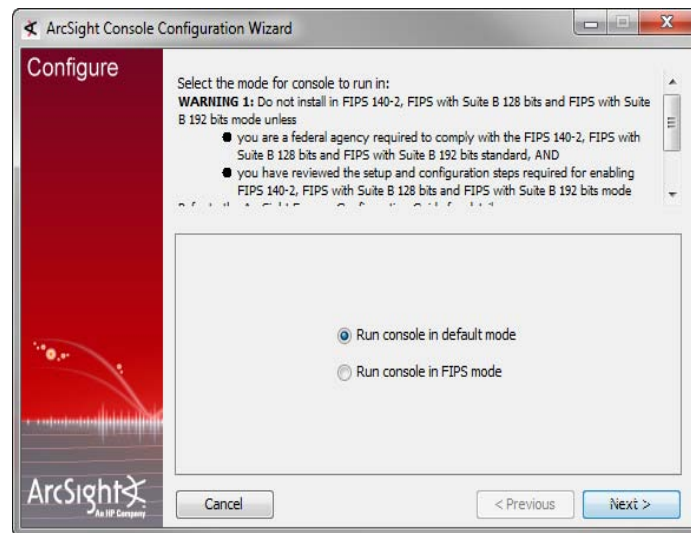 ArcSight Console Configuration Wizard
Configure
Select the mode for console to run in:
WARNING 1: Do not install in FIPS 140-2, FIPS with Suite B 128 bits and FIPS with Suite
B 192 bits mode unless
● you are a federal agency required to comply with the FIPS 140-2, FIPS with
Suite B 128 bits and FIPS with Suite B 192 bits standard, AND
● you have reviewed the setup and configuration steps required for enabling
FIPS 140-2, FIPS with Suite B 128 bits and FIPS with Suite B 192 bits mode
Run console in default mode
Run console in FIPS mode
ArcSight
An HP Company
Cancel
< Previous
Next >